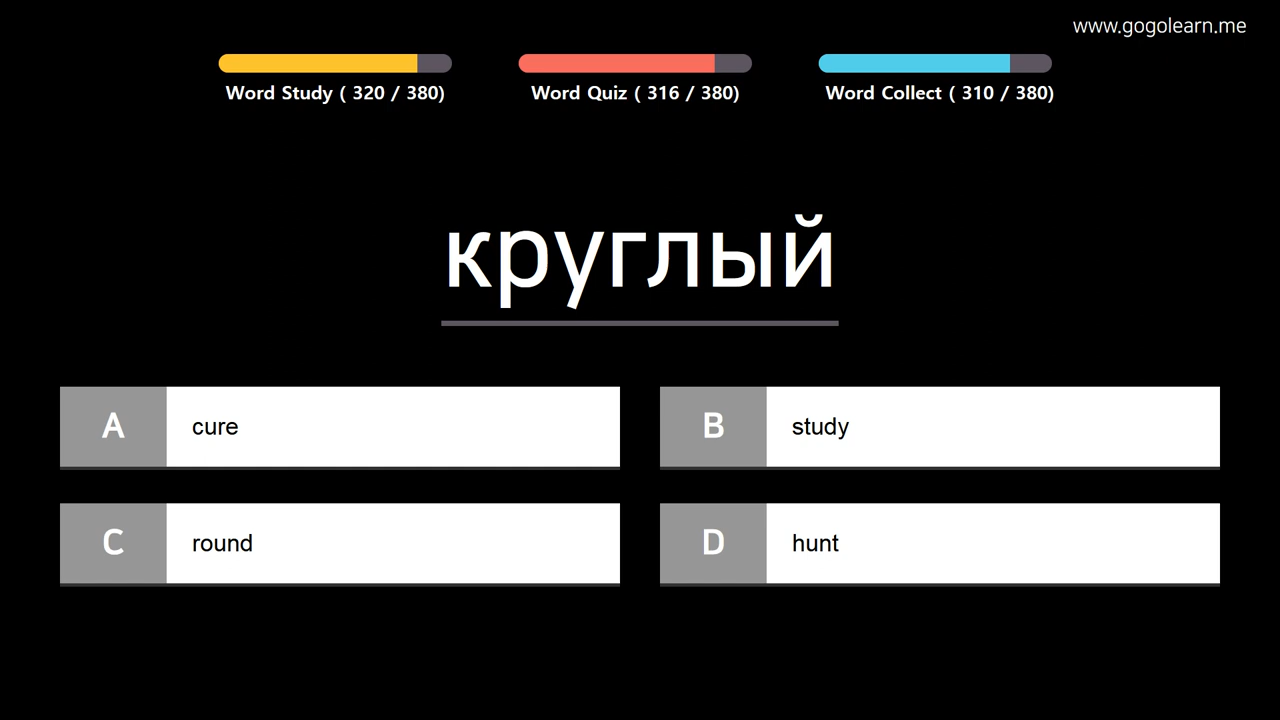 www.gogolearn.me
Word Study ( 320 / 380)
Word Quiz ( 316 / 380)
Word Collect ( 310 / 380)
круглый
A
cure
B
study
C
round
D
hunt